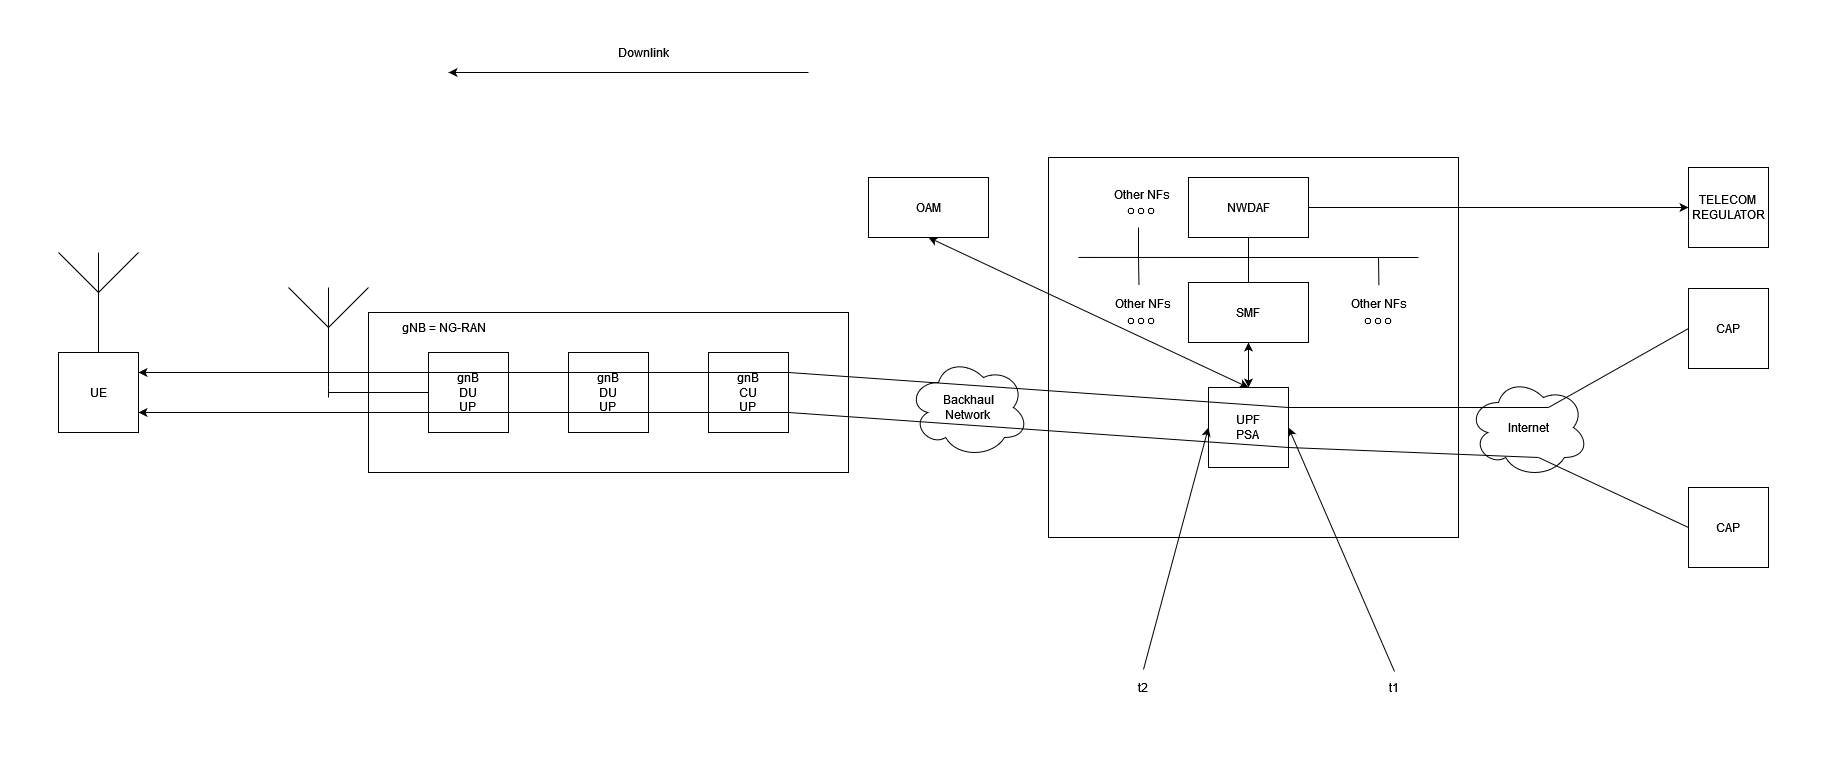 Downlink
OAM
Other NFs
NWDAF
TELECOM
REGULATOR
Other NFs
SMF
Other NFs
gNB = NG-RAN
CAP
UE
gnB
DU
UP
gnB
DU
UP
gnB
CU
UP
Backhaul
Network
UPF
PSA
Internet
CAP
t2
t1